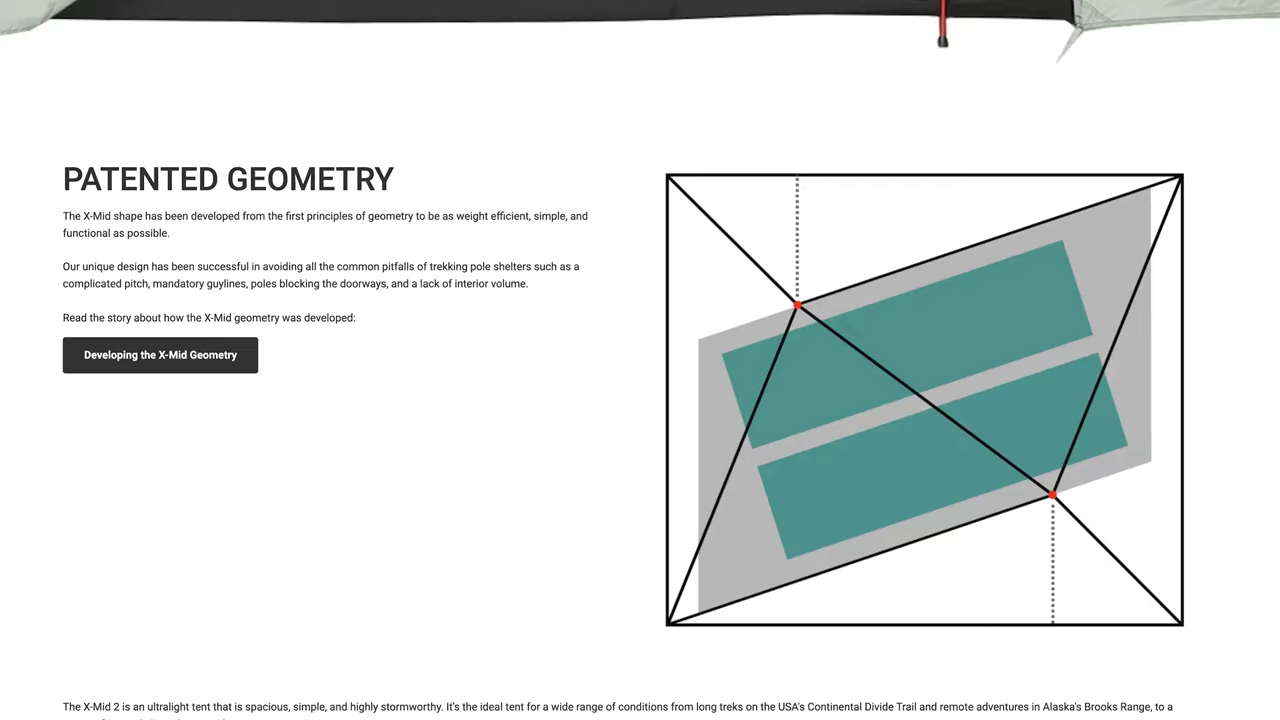 PATENTED GEOMETRY
The X-Mid shape has been developed from the first principles of geometry to be as weight efficient, simple, and
functional as possible.
Our unique design has been successful in avoiding all the common pitfalls of trekking pole shelters such as a
complicated pitch, mandatory guylines, poles blocking the doorways, and a lack of interior volume.
Read the story about how the X-Mid geometry was developed:
Developing the X-Mid Geometry
The X-Mid 2 is an ultralight tent that is spacious, simple, and highly stormworthy. It's the ideal tent for a wide range of conditions from long treks on the USA's Continental Divide Trail and remote adventures in Alaska's Brooks Range, to a